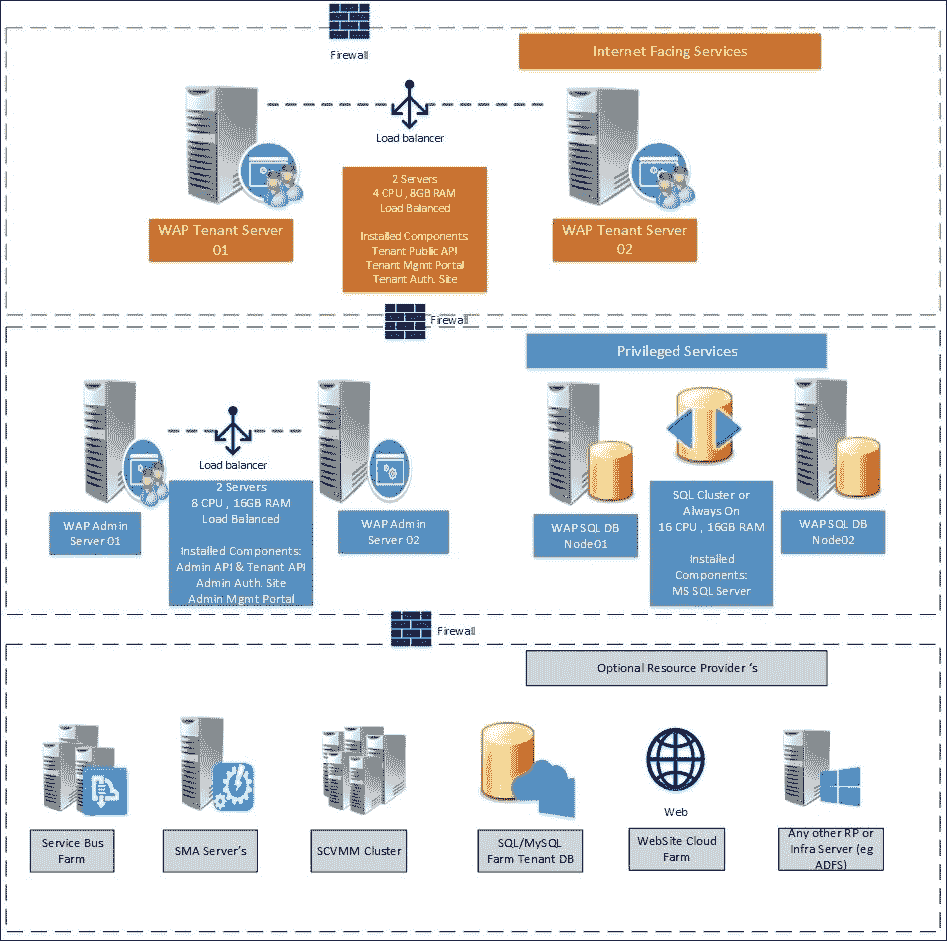 Firewall
Internet Facing Services
Load balancer
2 Servers
4 CPU , 8GB RAM
Load Balanced
Installed Components
Tenant Public API
Tenant Mgmt Portal
Tenant Auth. Site
WAP Tenant Server
01
WAP Tenant Server
02
Firewall
Privileged Services
Load balancer
2 Servers
8 CPU , 16GB RAM
Load Balanced
Installed Components:
Admin API & Tenant API
Admin Auth. Site
Admin Mgmt Portal
WAP Admin
Server 01
WAP Admin
Server 02
WAP SQL DB
Node01
SQL Cluster or
Always On
16 CPU , 16GB RAM
Installed
Components:
MS SQL Server
WAP SQL DB
Node02
Firewall
Optional Resource Provider ‘s
Service Bus
Farm
SMA Server’s
SCVMM Cluster
SQL/MySQL
Farm Tenant DB
Web
WebSite Cloud
Farm
Any other RP or
Infra Server (eg
ADFS)